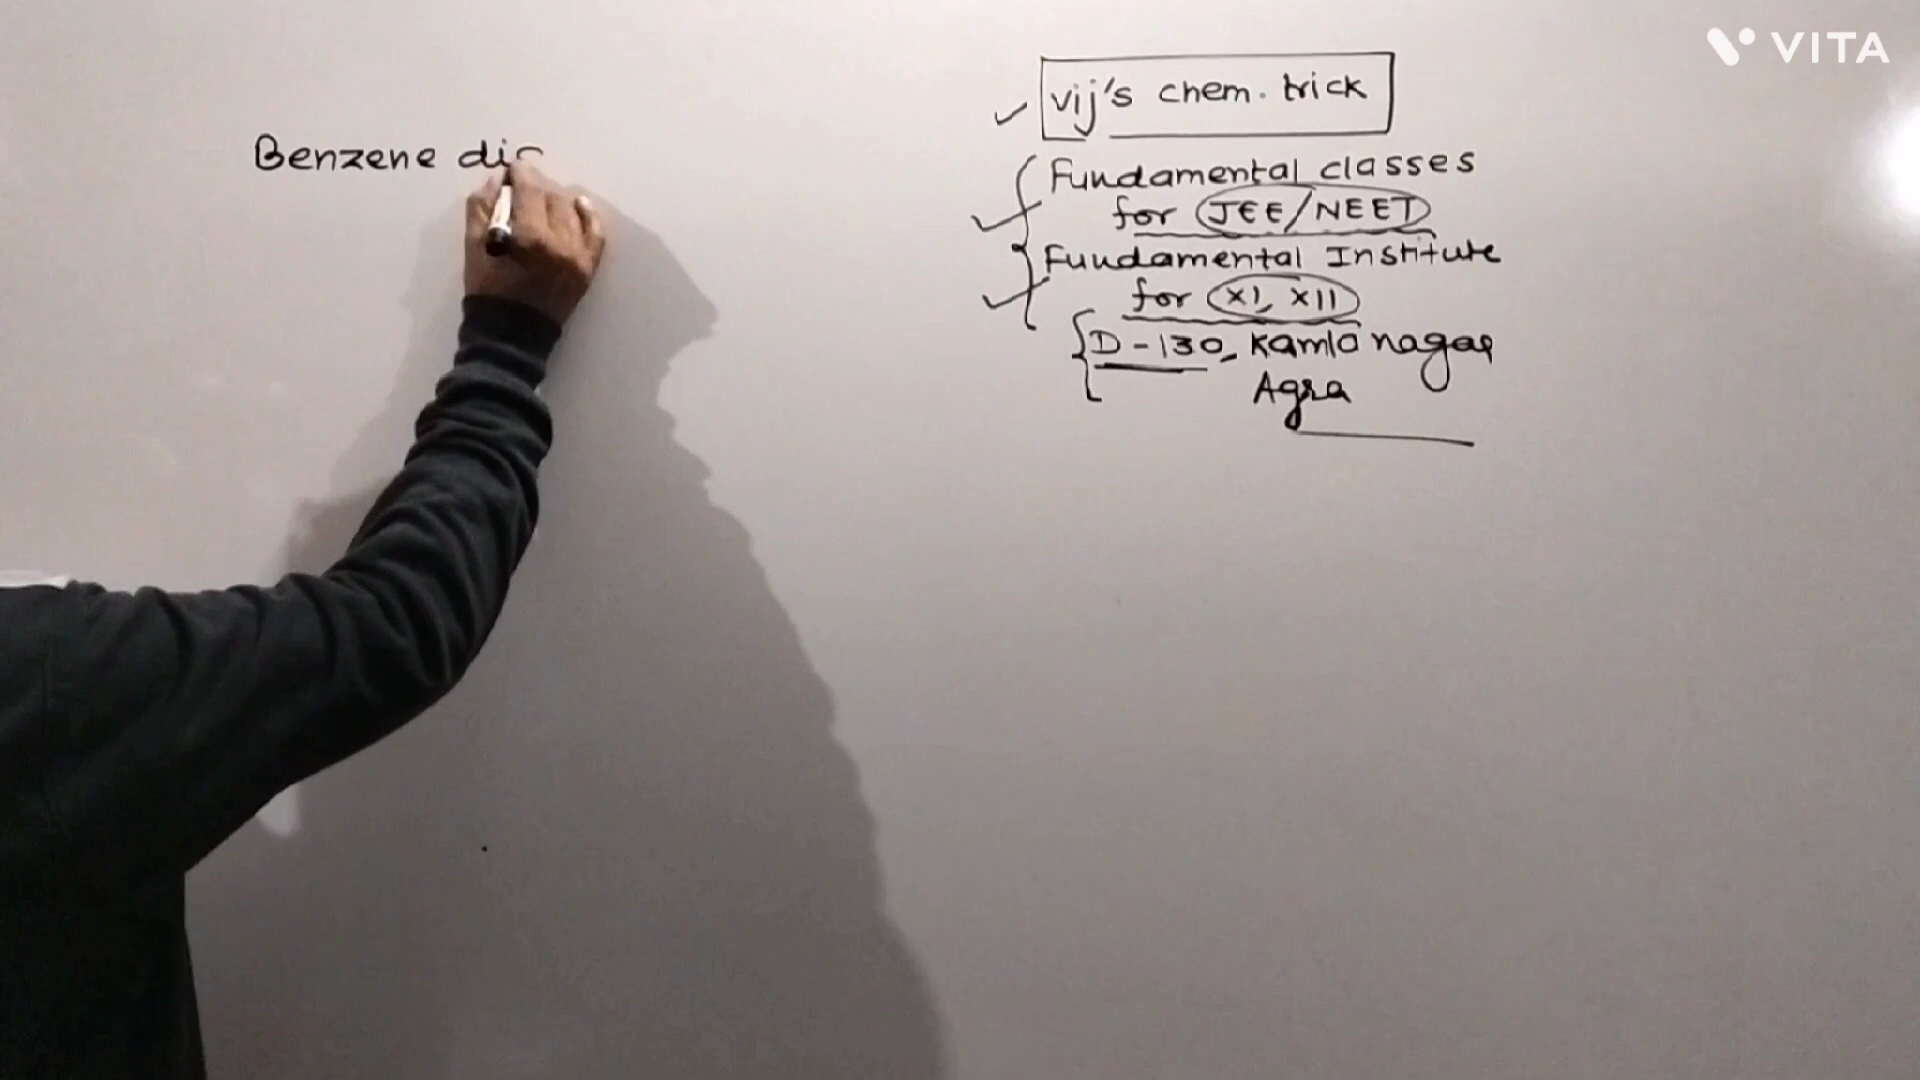 VITA
vij's chem. trick
Benzene
Fundamental classes
for JEE/NEET
Fundamental Institute
for XI, XII
D-130, Kamla nagar
Agra